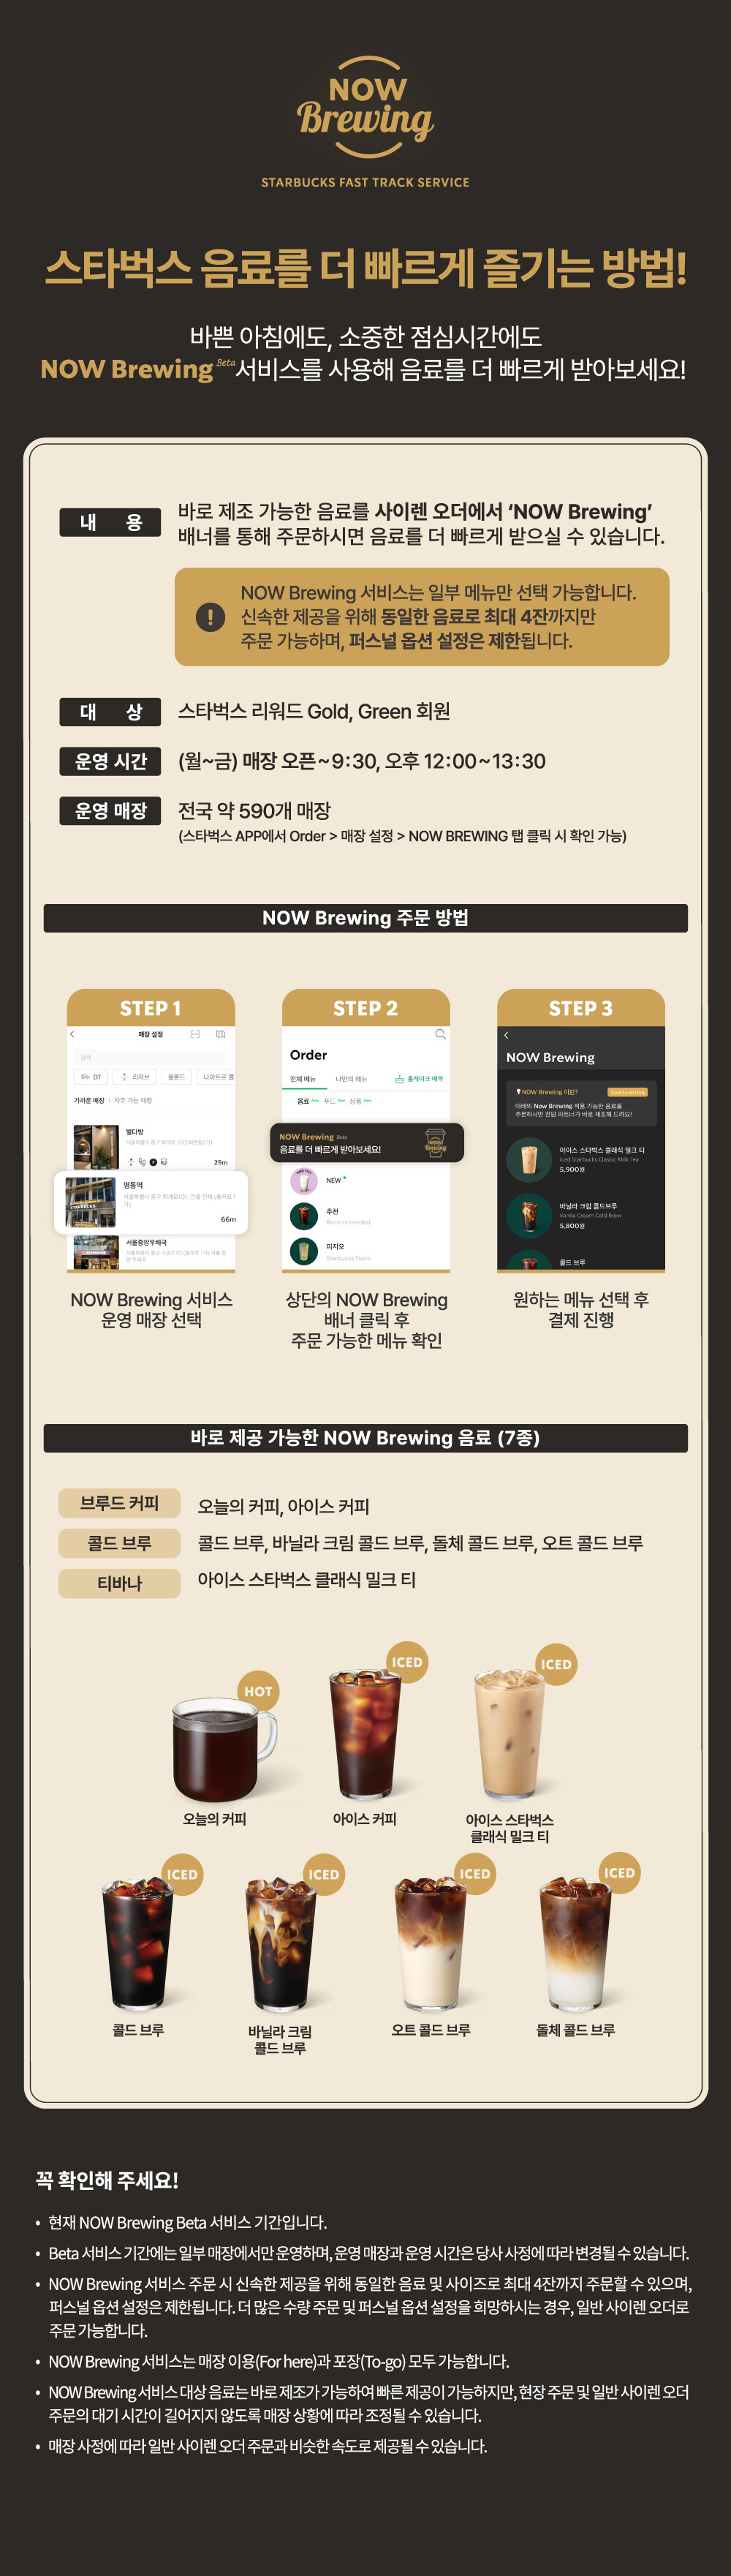 NOW
Brewing
STARBUCKS FAST TRACK SERVICE
스타벅스 음료를 더 빠르게 즐기는 방법!
바쁜 아침에도, 소중한 점심시간에도
NOW Brewing Beta 서비스를 사용해 음료를 더 빠르게 받아보세요!
내 용
바로 제조 가능한 음료를 사이렌 오더에서 ‘NOW Brewing’
배너를 통해 주문하시면 음료를 더 빠르게 받으실 수 있습니다.
NOW Brewing 서비스는 일부 메뉴만 선택 가능합니다.
신속한 제공을 위해 동일한 음료로 최대 4잔까지만
주문 가능하며, 퍼스널 옵션 설정은 제한됩니다.
대 상
스타벅스 리워드 Gold, Green 회원
운영 시간
(월~금) 매장 오픈~9:30, 오후 12:00~13:30
운영 매장
전국 약 590개 매장
(스타벅스 APP에서 Order > 매장 설정 > NOW BREWING 탭 클릭 시 확인 가능)
NOW Brewing 주문 방법
STEP 1
매장 설정
검색
DT
리저브
블론드
나이트로 콜
가까운 매장 | 자주 가는 매장
별다방
29m
명동역
66m
서울중앙우체국
NOW Brewing 서비스
운영 매장 선택
STEP 2
Order
전체 메뉴
나만의 메뉴
홀케이크 예약
음료 New 푸드 New 상품 New
NOW Brewing Beta
음료를 더 빠르게 받아보세요!
NEW
추천
Recommended
피지오
Starbucks Fizzio
상단의 NOW Brewing
배너 클릭 후
주문 가능한 메뉴 확인
STEP 3
NOW Brewing
NOW Brewing 이란?
아래의 Now Brewing 적용 가능한 음료를
주문하시면 전담 파트너가 바로 제조해 드려요!
아이스 스타벅스 클래식 밀크 티
Iced Starbucks Classic Milk Tea
5,900원
바닐라 크림 콜드브루
Vanilla Cream Cold Brew
5,800원
콜드 브루
원하는 메뉴 선택 후
결제 진행
바로 제공 가능한 NOW Brewing 음료 (7종)
브루드 커피
오늘의 커피, 아이스 커피
콜드 브루
콜드 브루, 바닐라 크림 콜드 브루, 돌체 콜드 브루, 오트 콜드 브루
티바나
아이스 스타벅스 클래식 밀크 티
HOT
ICED
ICED
오늘의 커피
아이스 커피
아이스 스타벅스
클래식 밀크 티
ICED
ICED
ICED
ICED
콜드 브루
바닐라 크림
콜드 브루
오트 콜드 브루
돌체 콜드 브루
꼭 확인해 주세요!
• 현재 NOW Brewing Beta 서비스 기간입니다.
• Beta 서비스 기간에는 일부 매장에서만 운영하며, 운영 매장과 운영 시간은 당사 사정에 따라 변경될 수 있습니다.
• NOW Brewing 서비스 주문 시 신속한 제공을 위해 동일한 음료 및 사이즈로 최대 4잔까지 주문할 수 있으며,
퍼스널 옵션 설정은 제한됩니다. 더 많은 수량 주문 및 퍼스널 옵션 설정을 희망하시는 경우, 일반 사이렌 오더로
주문 가능합니다.
• NOW Brewing 서비스는 매장 이용(For here)과 포장(To-go) 모두 가능합니다.
• NOW Brewing 서비스 대상 음료는 바로 제조가 가능하여 빠른 제공이 가능하지만, 현장 주문 및 일반 사이렌 오더
주문의 대기 시간이 길어지지 않도록 매장 상황에 따라 조정될 수 있습니다.
• 매장 사정에 따라 일반 사이렌 오더 주문과 비슷한 속도로 제공될 수 있습니다.